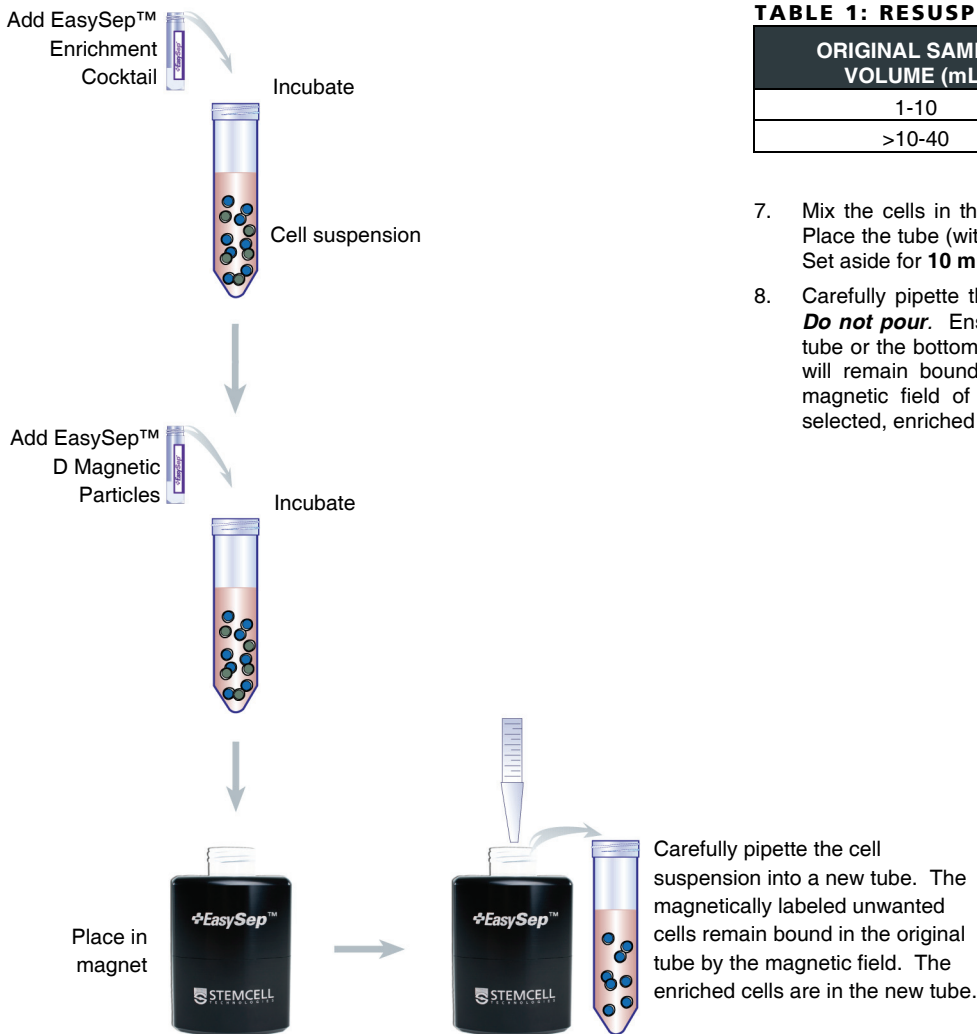 Add EasySep™
Enrichment
Cocktail
Incubate
Cell suspension
Add EasySep™
D Magnetic
Particles
Incubate
Place in
magnet
EasySep™
STEMCELL
TECHNOLOGIES
EasySep™
STEMCELL
TECHNOLOGIES
Carefully pipette the cell
suspension into a new tube. The
magnetically labeled unwanted
cells remain bound in the original
tube by the magnetic field. The
enriched cells are in the new tube.
TABLE 1: RESUSP
ORIGINAL SAM
VOLUME (mL
1-10
>10-40
7. Mix the cells in th
Place the tube (wit
Set aside for 10 m
8. Carefully pipette t
Do not pour. Ens
tube or the bottom
will remain bound
magnetic field of
selected, enriched